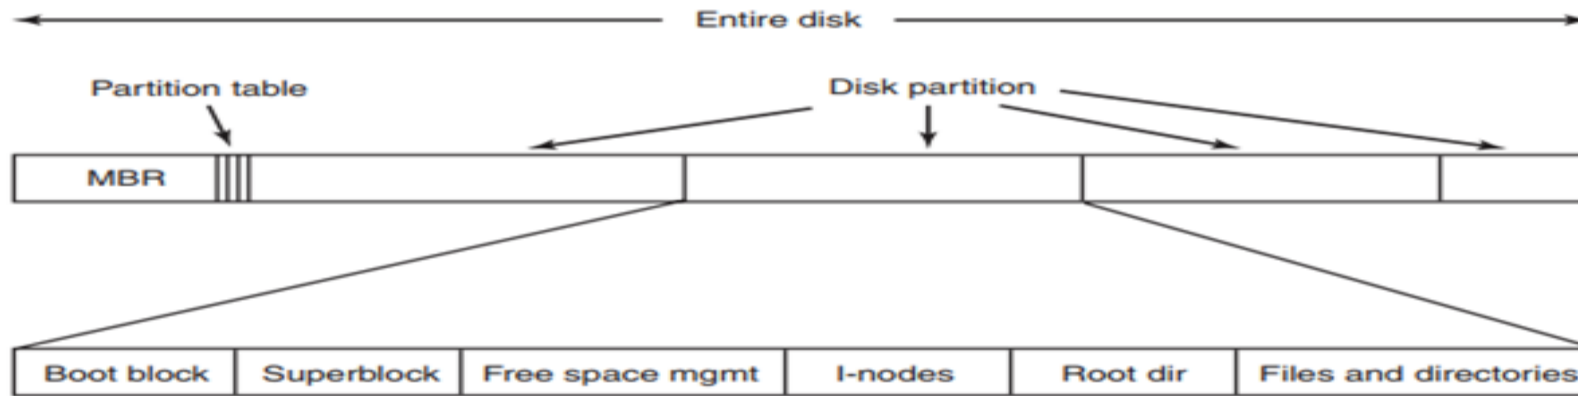 Entire disk
Partition table
Disk partition
MBR
Boot block
Superblock
Free space mgmt
I-nodes
Root dir
Files and directories